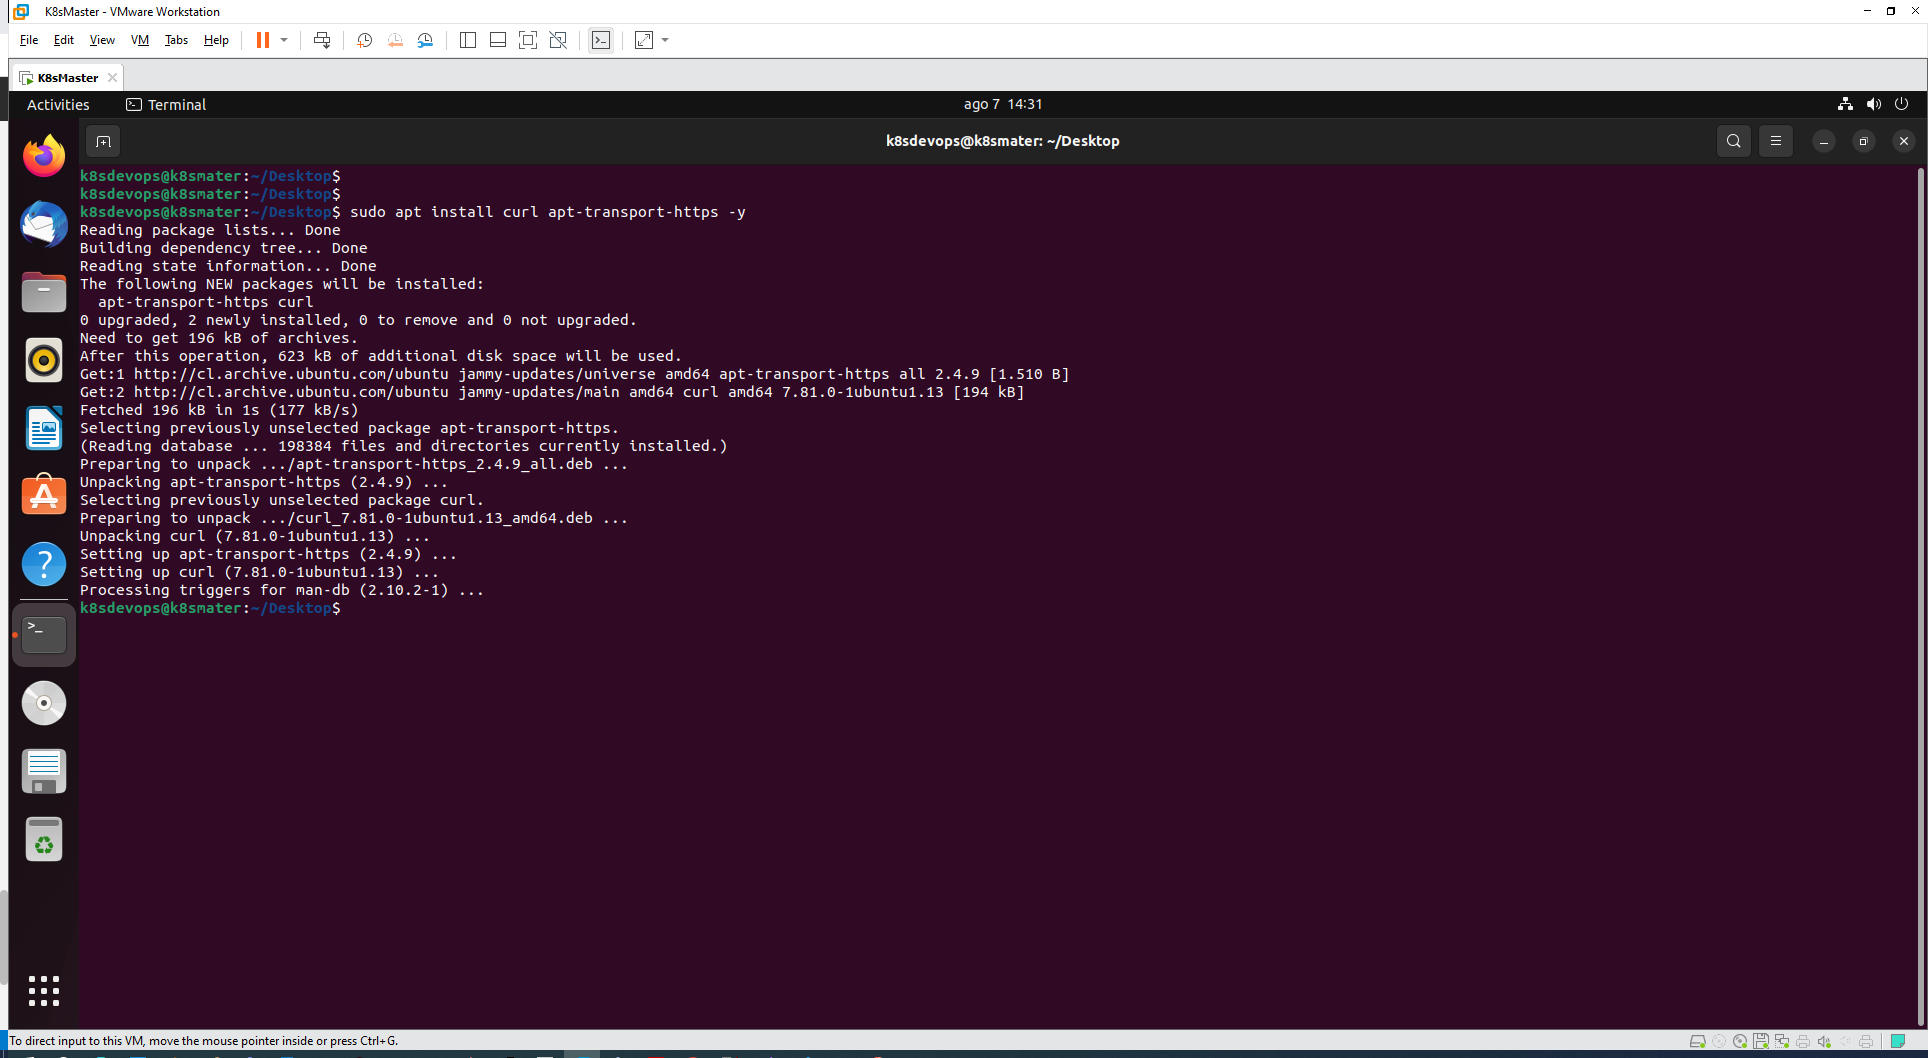 K8sMaster - VMware Workstation
File Edit View VM Tabs Help
K8sMaster
Activities Terminal ago 7 14:31
k8sdevops@k8smater: ~/Desktop
k8sdevops@k8smater:~/Desktop$
k8sdevops@k8smater:~/Desktop$
k8sdevops@k8smater:~/Desktop$ sudo apt install curl apt-transport-https -y
Reading package lists... Done
Building dependency tree... Done
Reading state information... Done
The following NEW packages will be installed:
  apt-transport-https curl
0 upgraded, 2 newly installed, 0 to remove and 0 not upgraded.
Need to get 196 kB of archives.
After this operation, 623 kB of additional disk space will be used.
Get:1 http://cl.archive.ubuntu.com/ubuntu jammy-updates/universe amd64 apt-transport-https all 2.4.9 [1.510 B]
Get:2 http://cl.archive.ubuntu.com/ubuntu jammy-updates/main amd64 curl amd64 7.81.0-1ubuntu1.13 [194 kB]
Fetched 196 kB in 1s (177 kB/s)
Selecting previously unselected package apt-transport-https.
(Reading database ... 198384 files and directories currently installed.)
Preparing to unpack .../apt-transport-https_2.4.9_all.deb ...
Unpacking apt-transport-https (2.4.9) ...
Selecting previously unselected package curl.
Preparing to unpack .../curl_7.81.0-1ubuntu1.13_amd64.deb ...
Unpacking curl (7.81.0-1ubuntu1.13) ...
Setting up apt-transport-https (2.4.9) ...
Setting up curl (7.81.0-1ubuntu1.13) ...
Processing triggers for man-db (2.10.2-1) ...
k8sdevops@k8smater:~/Desktop$
To direct input to this VM, move the mouse pointer inside or press Ctrl+G.